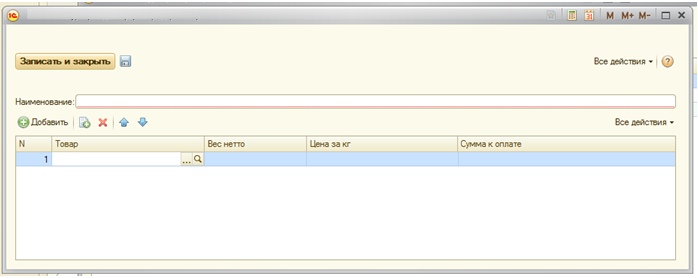 1С M M+ M-
Записать и закрыть Все действия ?
Наименование:
Добавить Все действия
N Товар Вес нетто Цена за кг Сумма к оплате
1 ...